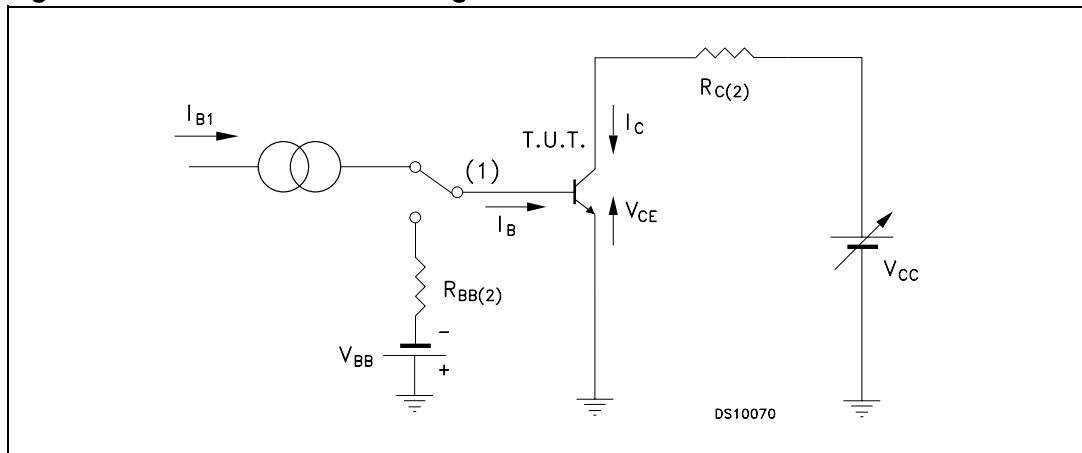 R_C(2)
I_B1
I_C
T.U.T.
(1)
I_B
V_CE
V_CC
R_BB(2)
V_BB
−
+
DS10070